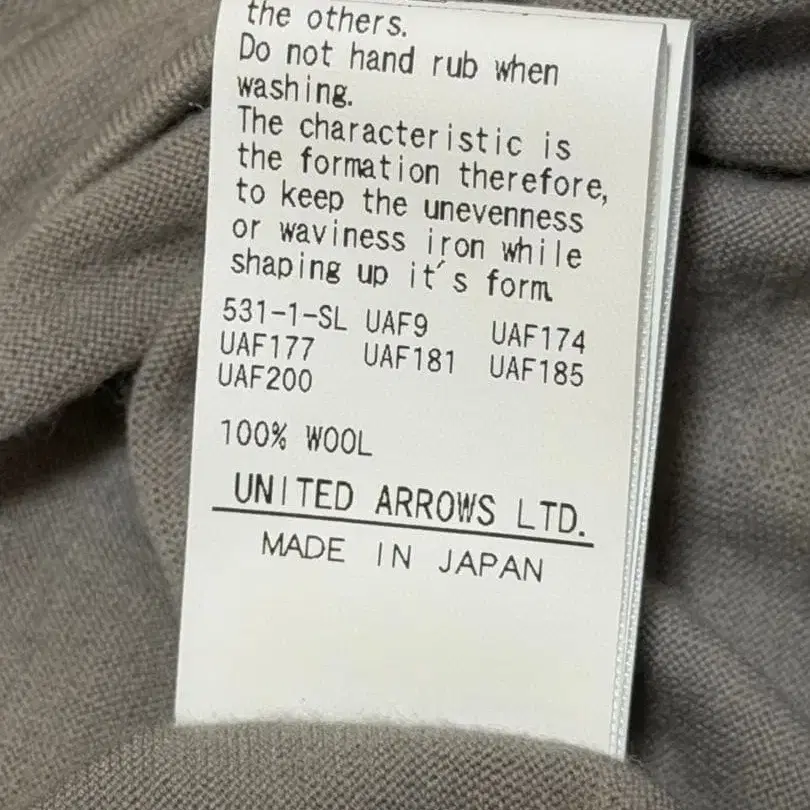 the others.
Do not hand rub when
washing.
The characteristic is
the formation therefore,
to keep the unevenness
or waviness iron while
shaping up it´s form.
531-1-SL UAF9 UAF174
UAF177 UAF181 UAF185
UAF200
100% WOOL
UNITED ARROWS LTD.
MADE IN JAPAN